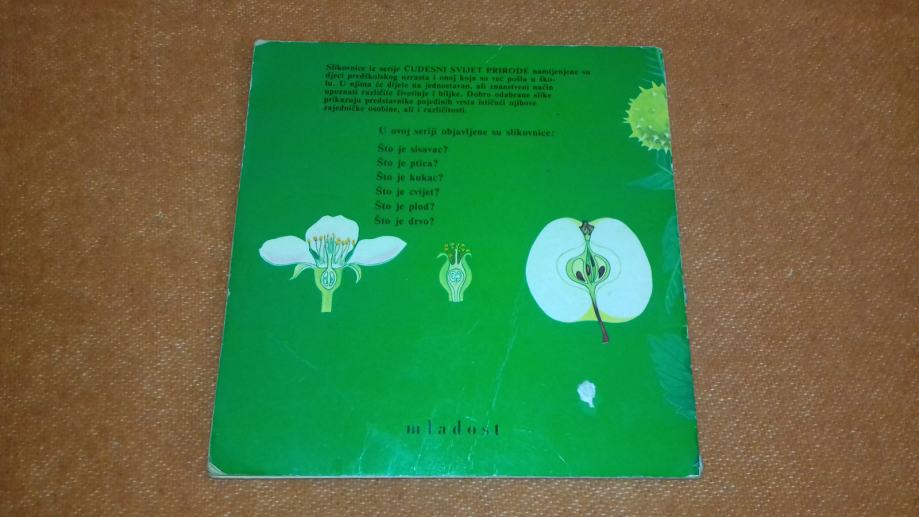 Slikovnice iz serije ČUDESNI SVIJET PRIRODE namijenjene su
djeci predškolskog uzrasta i onoj koja su već pošla u ško-
lu. U njima će dijete na jednostavan, ali znanstveni način
upoznati različite životinje i biljke. Dobro odabrane slike
prikazuju predstavnike pojedinih vrsta ističući njihove
zajedničke osobine, ali i različitosti.
U ovoj seriji objavljene su slikovnice:
Što je sisavac?
Što je ptica?
Što je kukac?
Što je cvijet?
Što je plod?
Što je drvo?
mladost